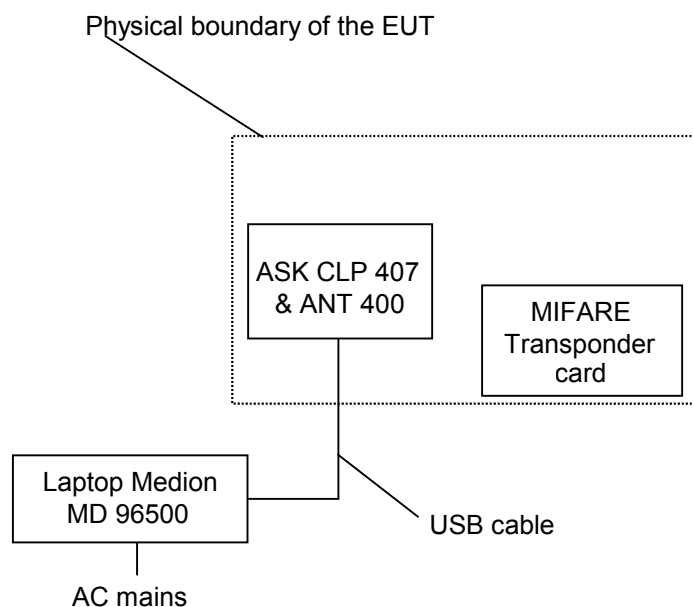 Physical boundary of the EUT
ASK CLP 407
& ANT 400
MIFARE
Transponder
card
Laptop Medion
MD 96500
USB cable
AC mains